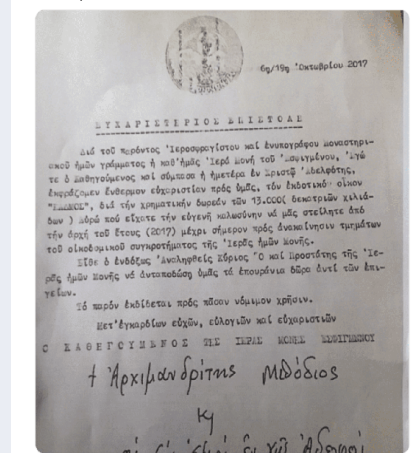 6η/19η Ὀκτωβρίου 2017
ΕΥΧΑΡΙΣΤΗΡΙΟΣ ΕΠΙΣΤΟΛΗ
Διά τοῦ παρόντος Ἱεροσφραγίστου καί ἐνυπογράφου Μοναστηρι-
ακοῦ ἡμῶν γράμματος ἡ καθ'ἡμᾶς Ἱερά Μονή τοῦ Ἐσφιγμένου, Ἐγώ
τε ὁ Καθηγούμενος καί σύμπασα ἡ ἡμετέρα ἐν Χριστῷ Ἀδελφότης,
ἐκφράζομεν ἔνθερμον εὐχαριστίαν πρός ὑμᾶς, τόν ἐκδοτικό οἶκον
διά τήν χρηματικήν δωρεάν τῶν 13.000( δεκατριῶν χιλιά-
δων ) εὐρώ πού εἴχατε τήν εὐγενῆ καλωσύνην νά μᾶς στείλητε ἀπό
τήν ἀρχή τοῦ ἔτους (2017) μέχρι σήμερον πρός ἀνακαίνισιν τμημάτων
τοῦ οἰκοδομικοῦ συγκροτήματος τῆς Ἱερᾶς ἡμῶν Μονῆς.
Εἴθε ὁ ἐνδόξως Ἀναληφθείς Κύριος Ὁ καί Προστάτης τῆς Ἱε-
ρᾶς ἡμῶν Μονῆς νά ἀνταποδώσῃ ὑμᾶς τά ἐπουράνια δῶρα ἀντί τῶν ἐπι-
γείων.
Τό παρόν ἐκδίδεται πρός πᾶσαν νόμιμον χρῆσιν.
Μετ'ἐγκαρδίων εὐχῶν, εὐλογιῶν καί εὐχαριστιῶν
Ο ΚΑΘΗΓΟΥΜΕΝΟΣ ΤΗΣ ΙΕΡΑΣ ΜΟΝΗΣ ΕΣΦΙΓΜΕΝΟΥ
† Ἀρχιμανδρίτης Μεθόδιος
Κη